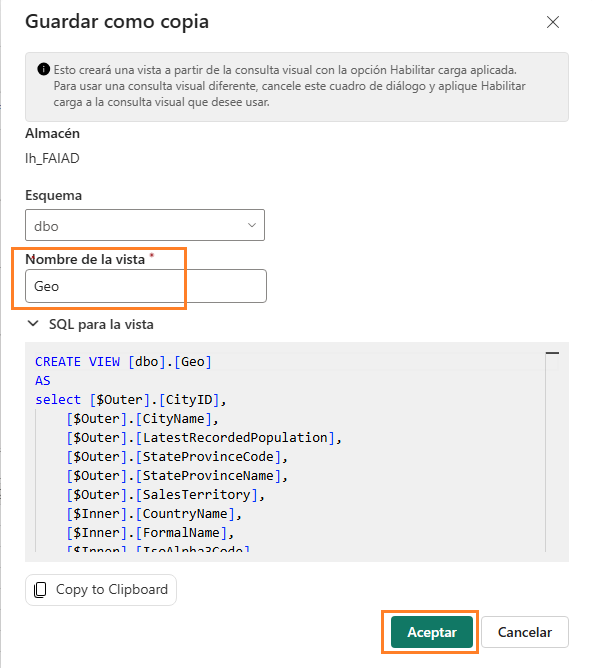 Guardar como copia
Esto creará una vista a partir de la consulta visual con la opción Habilitar carga aplicada.
Para usar una consulta visual diferente, cancele este cuadro de diálogo y aplique Habilitar
carga a la consulta visual que desee usar.
Almacén
lh_FAIAD
Esquema
dbo
Nombre de la vista *
Geo
SQL para la vista
CREATE VIEW [dbo].[Geo]
AS
select [$Outer].[CityID],
[$Outer].[CityName],
[$Outer].[LatestRecordedPopulation],
[$Outer].[StateProvinceCode],
[$Outer].[StateProvinceName],
[$Outer].[SalesTerritory],
[$Inner].[CountryName],
[$Inner].[FormalName],
[$Inner].[IsoAlpha3Code]
Copy to Clipboard
Aceptar
Cancelar